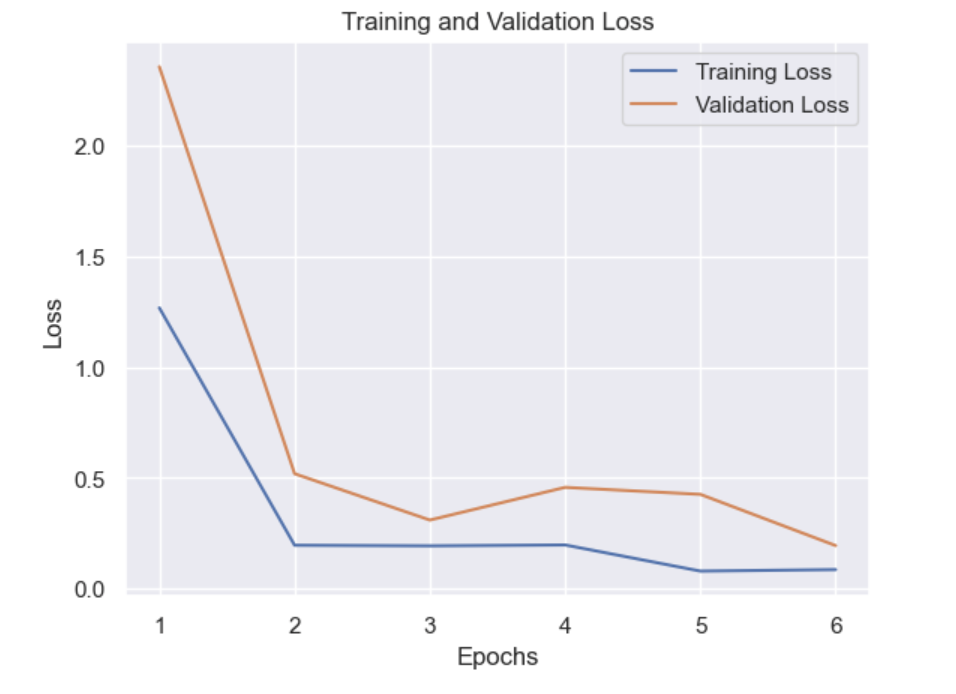 Training and Validation Loss
Training Loss
Validation Loss
2.0
1.5
1.0
0.5
0.0
Loss
1 2 3 4 5 6
Epochs